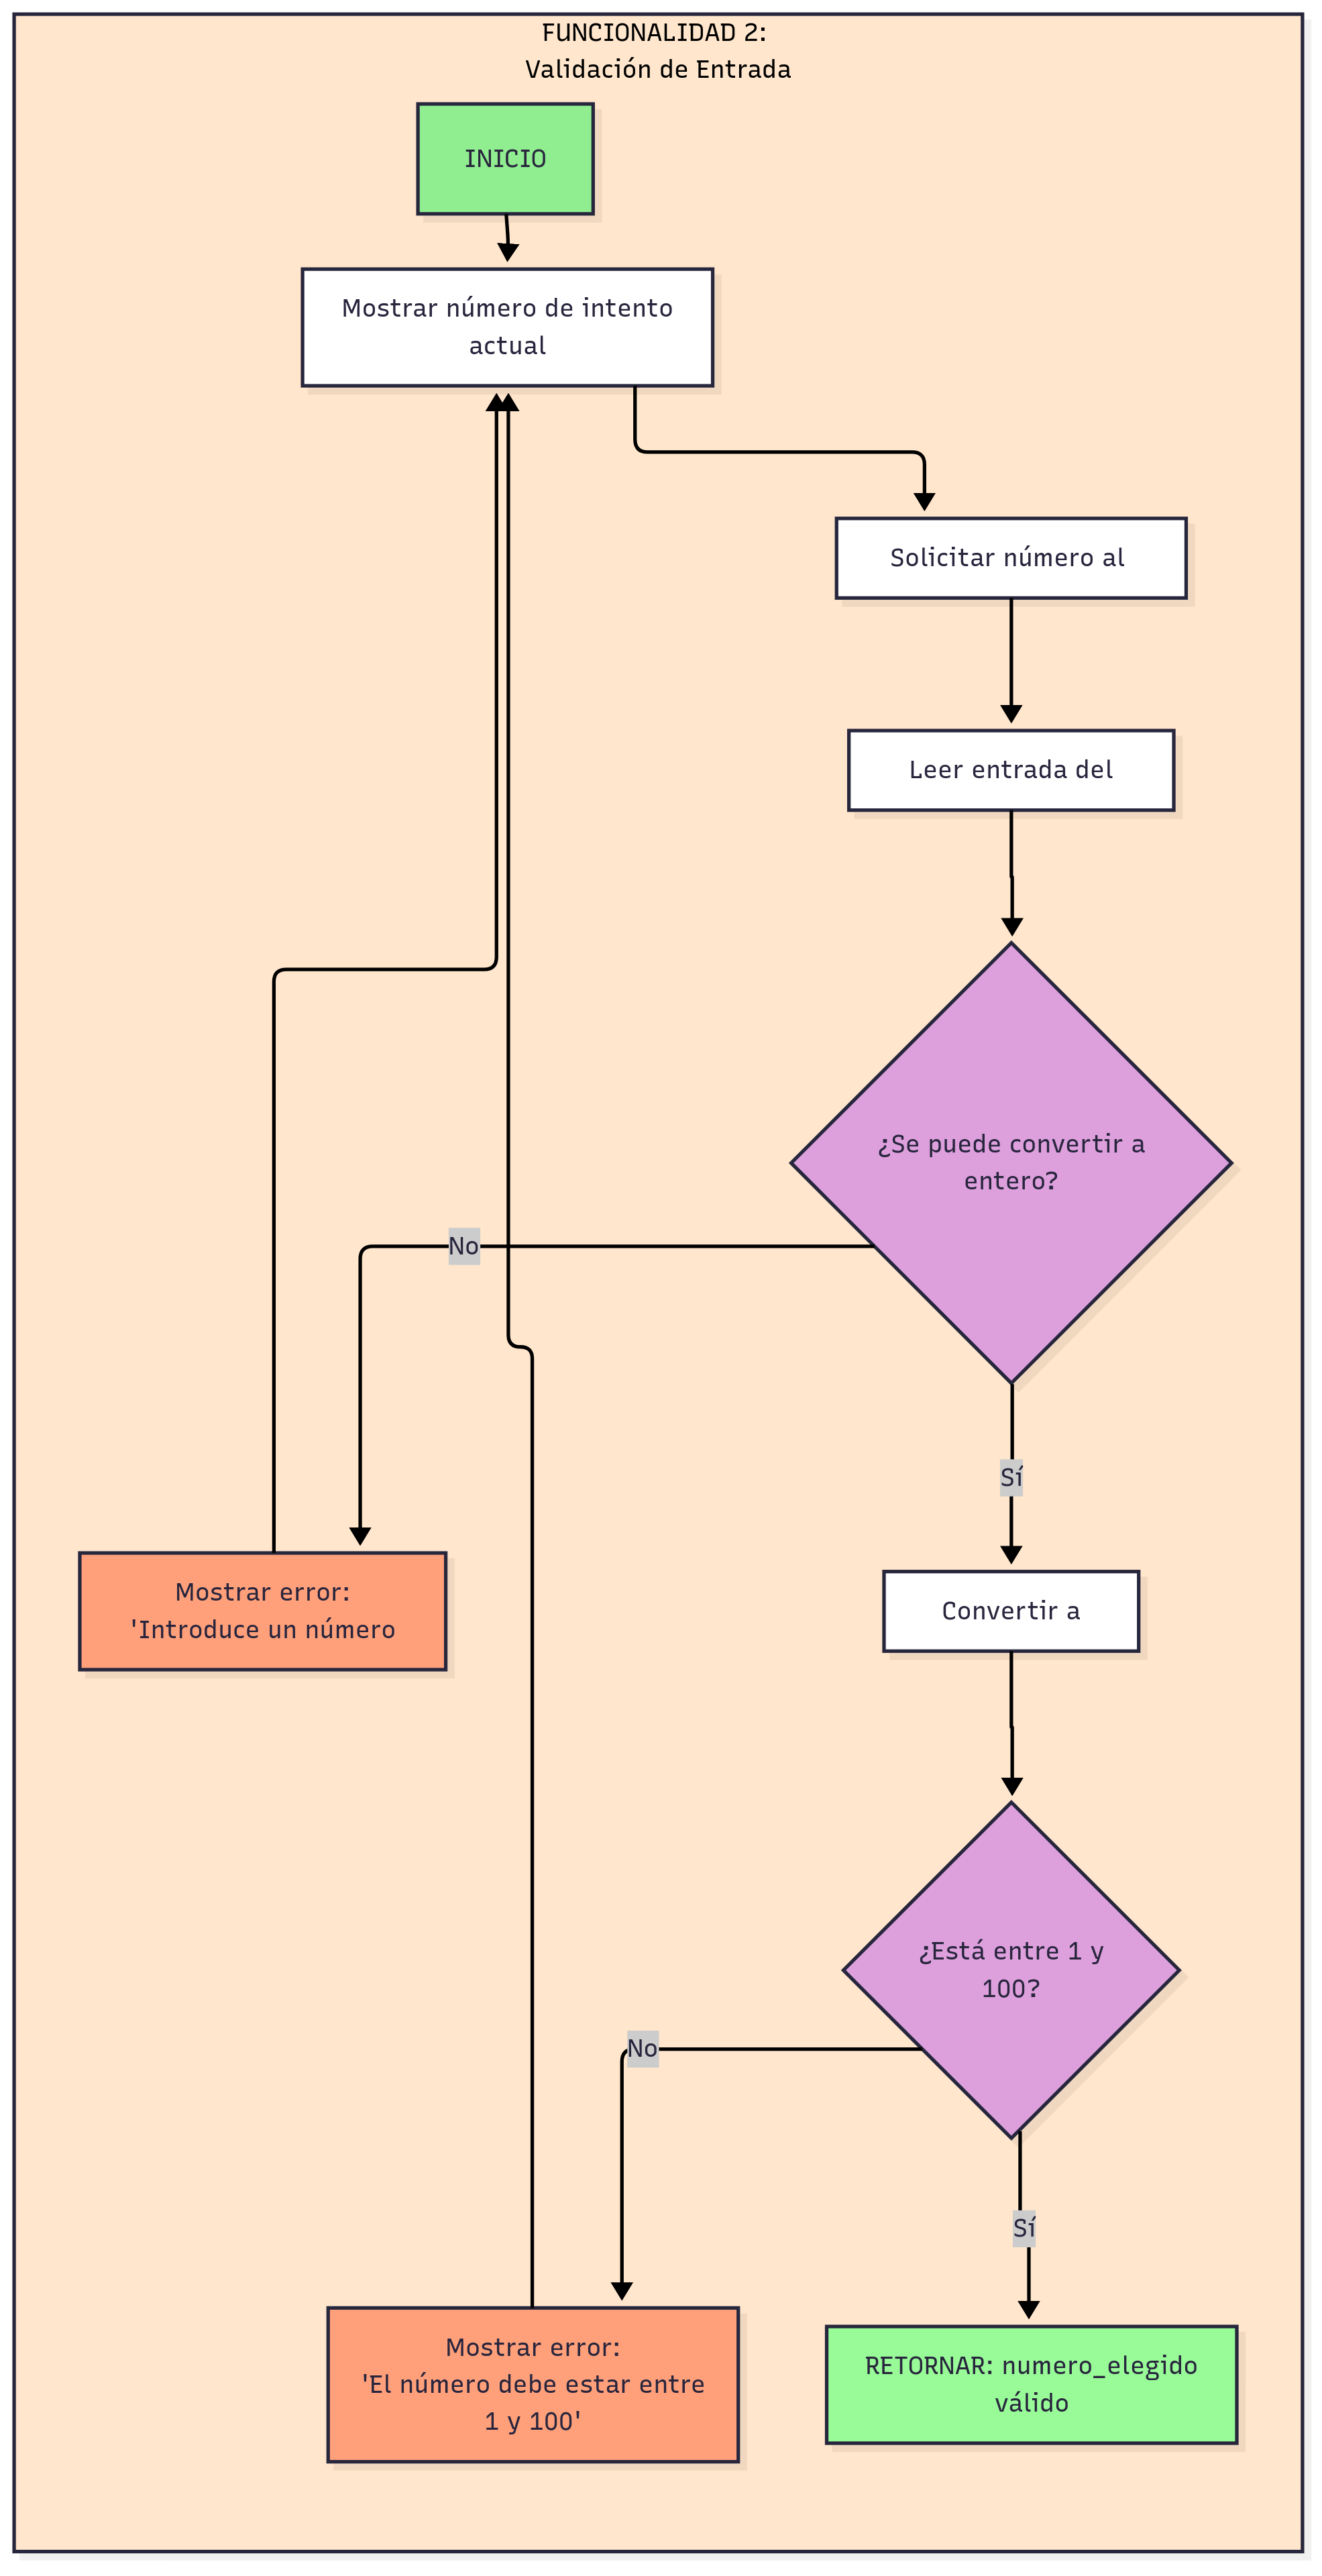 FUNCIONALIDAD 2:
Validación de Entrada
INICIO
Mostrar número de intento
actual
Solicitar número al
Leer entrada del
¿Se puede convertir a
entero?
No
Sí
Mostrar error:
'Introduce un número
Convertir a
¿Está entre 1 y
100?
No
Sí
Mostrar error:
'El número debe estar entre
1 y 100'
RETORNAR: numero_elegido
válido